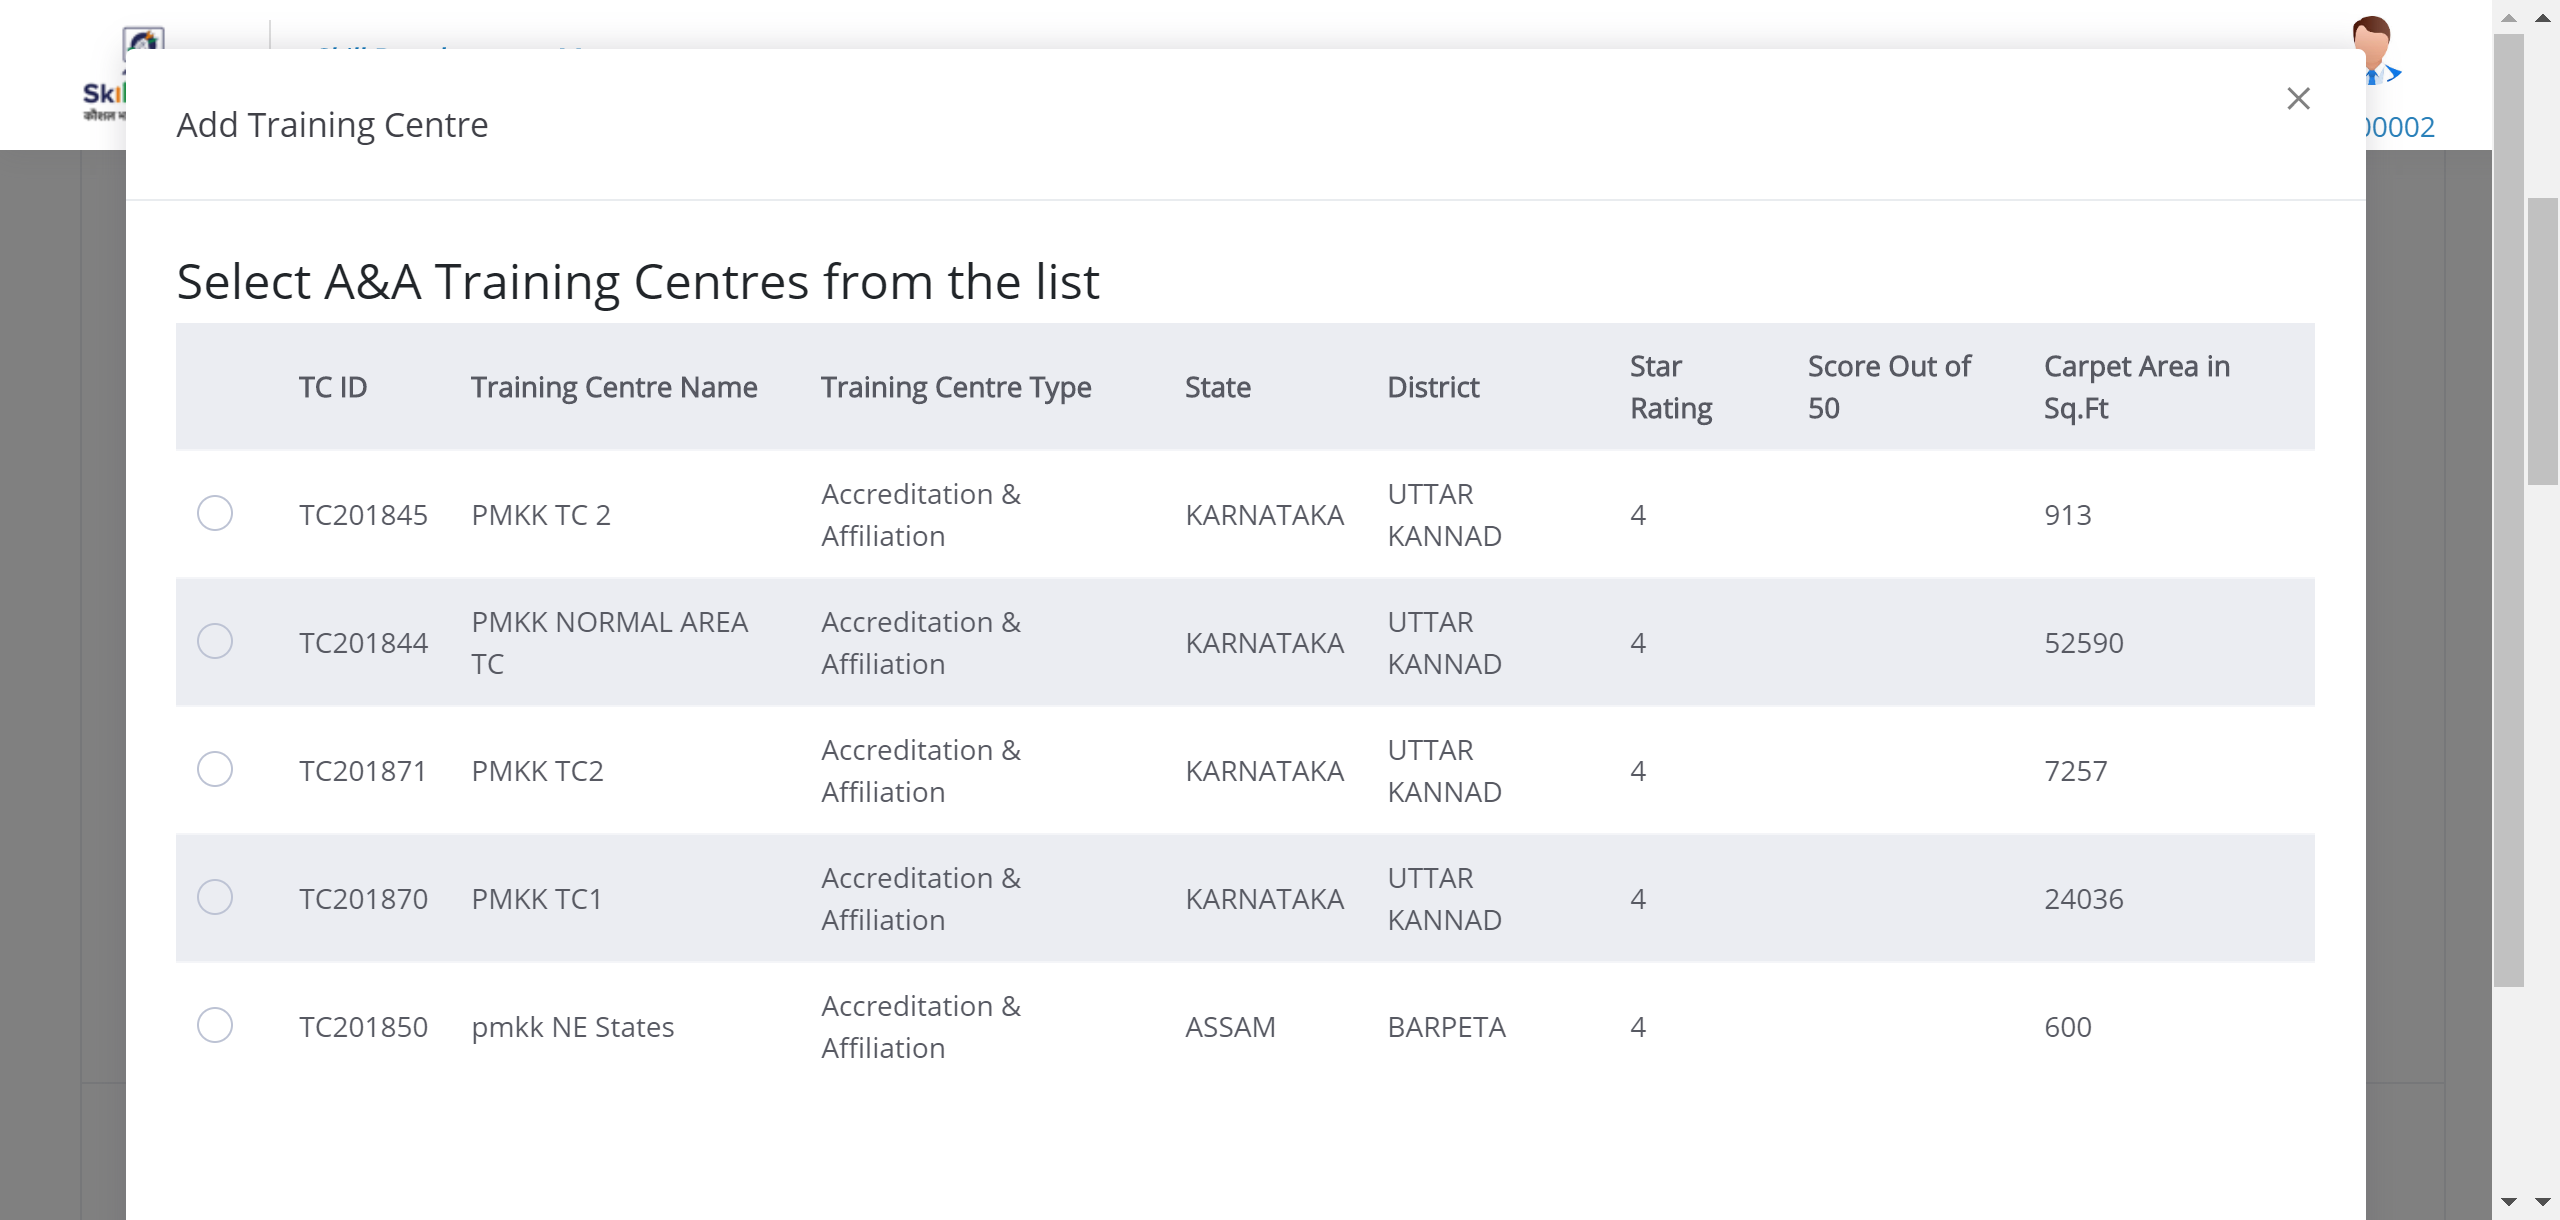 Add Training Centre
00002
Select A&A Training Centres from the list
TC ID Training Centre Name Training Centre Type State District Star Rating Score Out of 50 Carpet Area in Sq.Ft
TC201845 PMKK TC 2 Accreditation & Affiliation KARNATAKA UTTAR KANNAD 4 913
TC201844 PMKK NORMAL AREA TC Accreditation & Affiliation KARNATAKA UTTAR KANNAD 4 52590
TC201871 PMKK TC2 Accreditation & Affiliation KARNATAKA UTTAR KANNAD 4 7257
TC201870 PMKK TC1 Accreditation & Affiliation KARNATAKA UTTAR KANNAD 4 24036
TC201850 pmkk NE States Accreditation & Affiliation ASSAM BARPETA 4 600